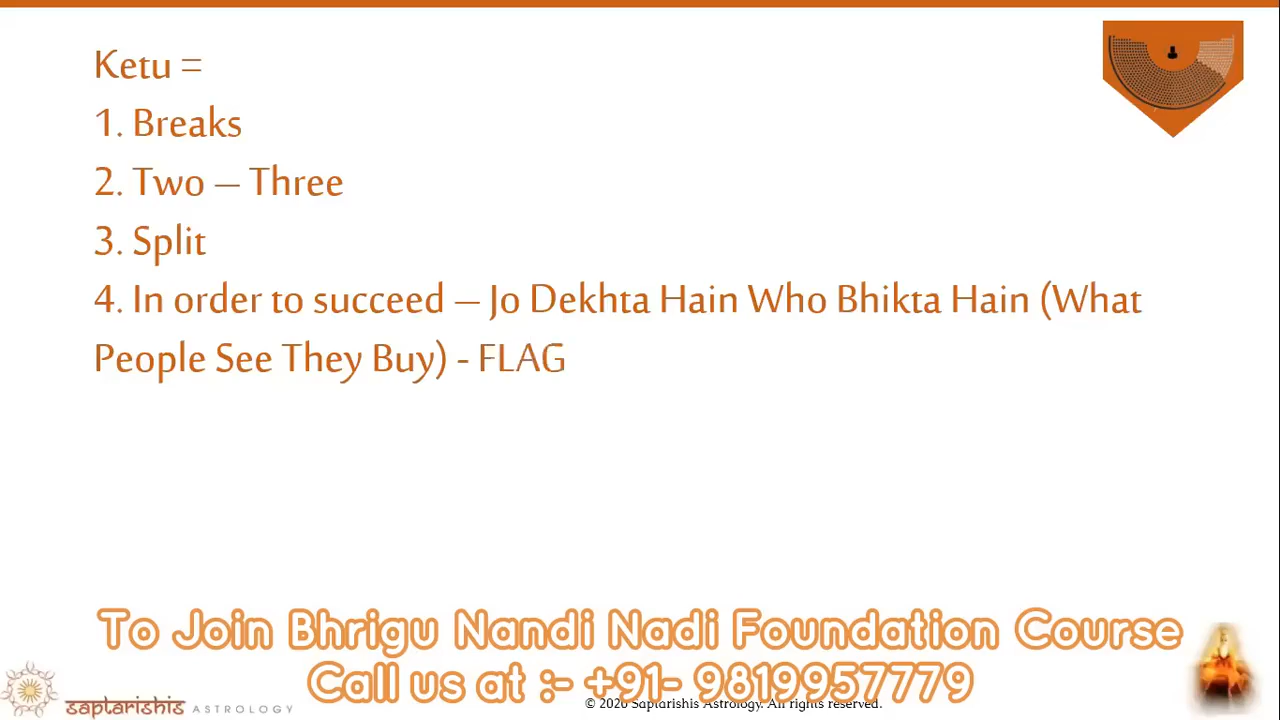 Ketu =
1. Breaks
2. Two – Three
3. Split
4. In order to succeed – Jo Dekhta Hain Who Bhikta Hain (What
People See They Buy) - FLAG
To Join Bhrigu Nandi Nadi Foundation Course
Call us at :- +91- 9819957779
saptarishis ASTROLOGY
© 2020 Saptarishis Astrology. All rights reserved.